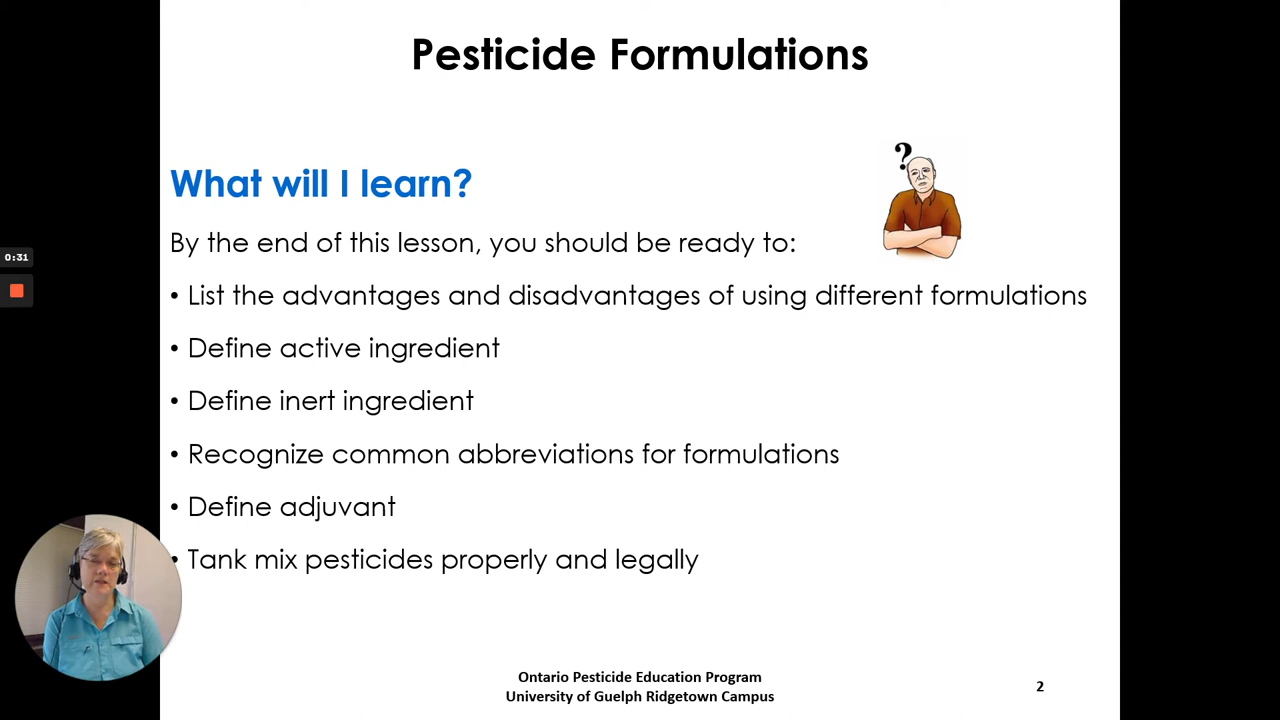 Pesticide Formulations
?
What will I learn?
By the end of this lesson, you should be ready to:
0:31
• List the advantages and disadvantages of using different formulations
• Define active ingredient
• Define inert ingredient
• Recognize common abbreviations for formulations
• Define adjuvant
• Tank mix pesticides properly and legally
Ontario Pesticide Education Program
University of Guelph Ridgetown Campus
2